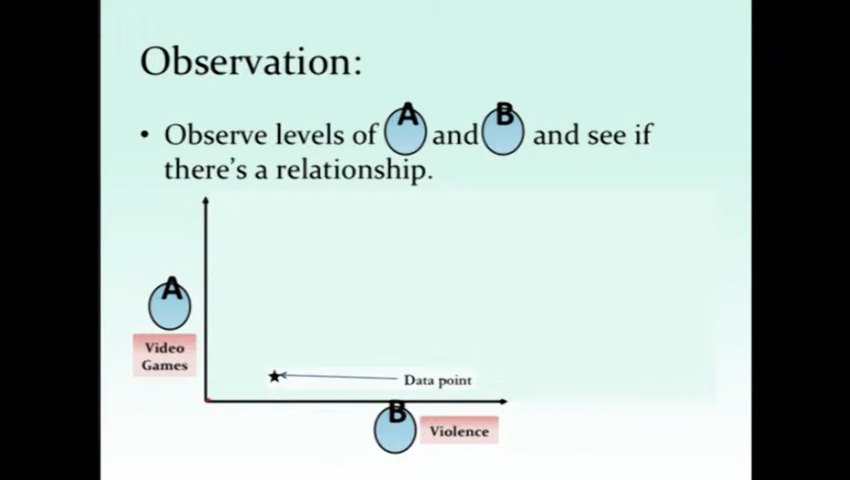 Observation:
• Observe levels of A and B and see if
there's a relationship.
A
Video
Games
Data point
B
Violence